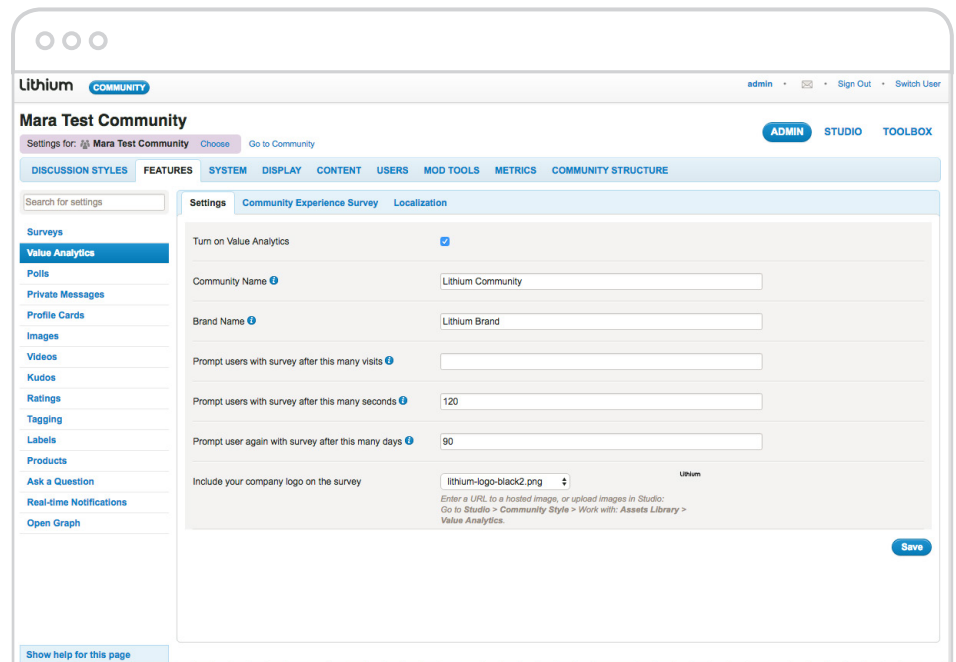 Lithium COMMUNITY
admin • • Sign Out • Switch User
Mara Test Community
Settings for: Mara Test Community Choose Go to Community
ADMIN STUDIO TOOLBOX
DISCUSSION STYLES FEATURES SYSTEM DISPLAY CONTENT USERS MOD TOOLS METRICS COMMUNITY STRUCTURE
Search for settings
Surveys
Value Analytics
Polls
Private Messages
Profile Cards
Images
Videos
Kudos
Ratings
Tagging
Labels
Products
Ask a Question
Real-time Notifications
Open Graph
Show help for this page
Settings Community Experience Survey Localization
Turn on Value Analytics
Community Name Lithium Community
Brand Name Lithium Brand
Prompt users with survey after this many visits
Prompt users with survey after this many seconds 120
Prompt user again with survey after this many days 90
Include your company logo on the survey lithium-logo-black2.png Lithium
Enter a URL to a hosted image, or upload images in Studio:
Go to Studio > Community Style > Work with: Assets Library >
Value Analytics.
Save